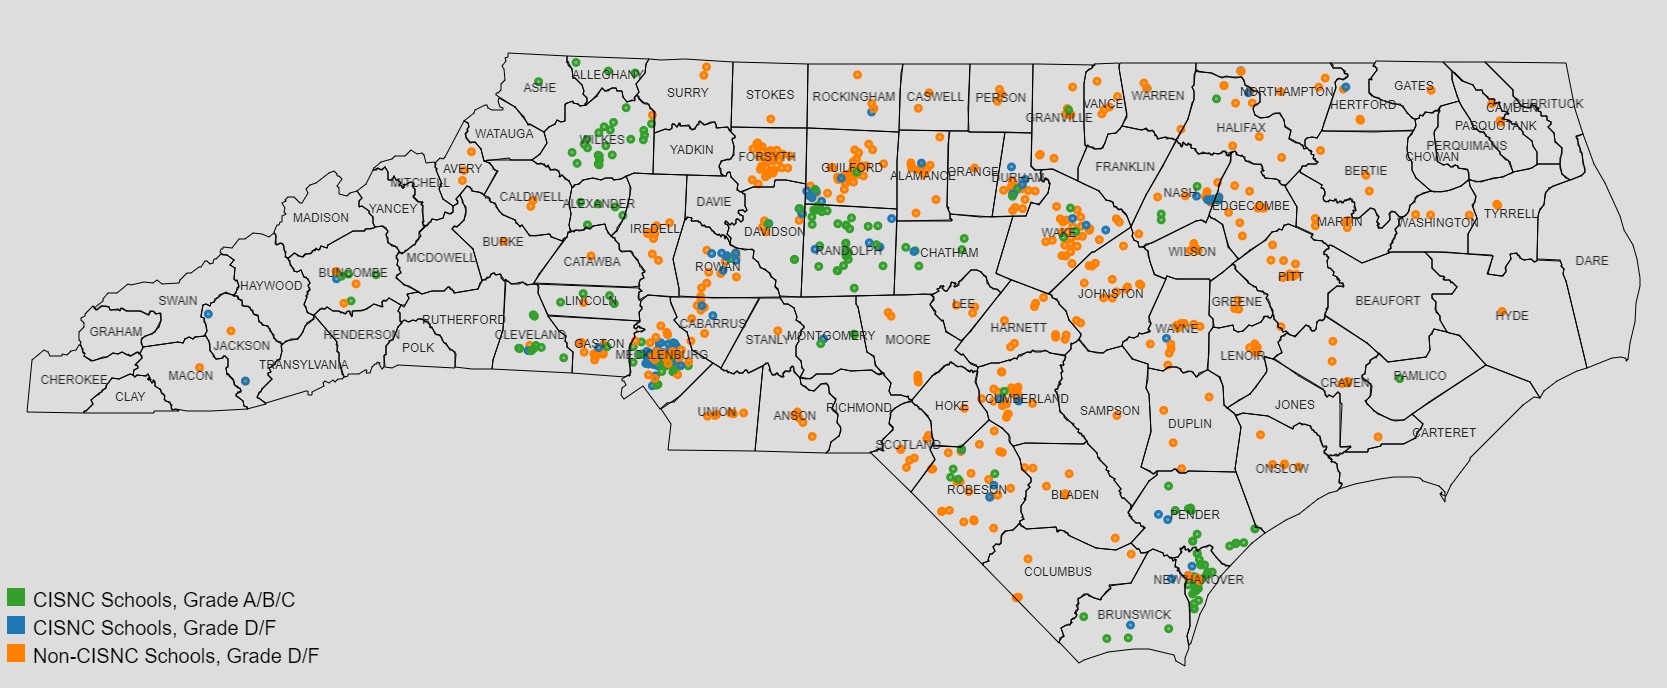 ALLEGHANY
ASHE
SURRY
STOKES
ROCKINGHAM
CASWELL
PERSON
GRANVILLE
VANCE
WARREN
NORTHAMPTON
HERTFORD
GATES
CAMDEN
CURRITUCK
PASQUOTANK
PERQUIMANS
CHOWAN
WATAUGA
WILKES
YADKIN
FORSYTH
GUILFORD
ALAMANCE
ORANGE
DURHAM
FRANKLIN
HALIFAX
BERTIE
AVERY
MITCHELL
YANCEY
CALDWELL
ALEXANDER
DAVIE
IREDELL
DAVIDSON
RANDOLPH
CHATHAM
WAKE
NASH
EDGECOMBE
MARTIN
WASHINGTON
TYRRELL
DARE
MADISON
BURKE
MCDOWELL
CATAWBA
ROWAN
WILSON
PITT
BUNCOMBE
HAYWOOD
SWAIN
LINCOLN
LEE
JOHNSTON
GREENE
BEAUFORT
HYDE
GRAHAM
JACKSON
HENDERSON
RUTHERFORD
CLEVELAND
GASTON
CABARRUS
STANLY
MONTGOMERY
MOORE
HARNETT
WAYNE
LENOIR
CHEROKEE
MACON
TRANSYLVANIA
POLK
MECKLENBURG
CRAVEN
PAMLICO
CLAY
UNION
ANSON
RICHMOND
HOKE
CUMBERLAND
SAMPSON
DUPLIN
JONES
CARTERET
SCOTLAND
ROBESON
BLADEN
ONSLOW
PENDER
COLUMBUS
NEW HANOVER
BRUNSWICK
CISNC Schools, Grade A/B/C
CISNC Schools, Grade D/F
Non-CISNC Schools, Grade D/F